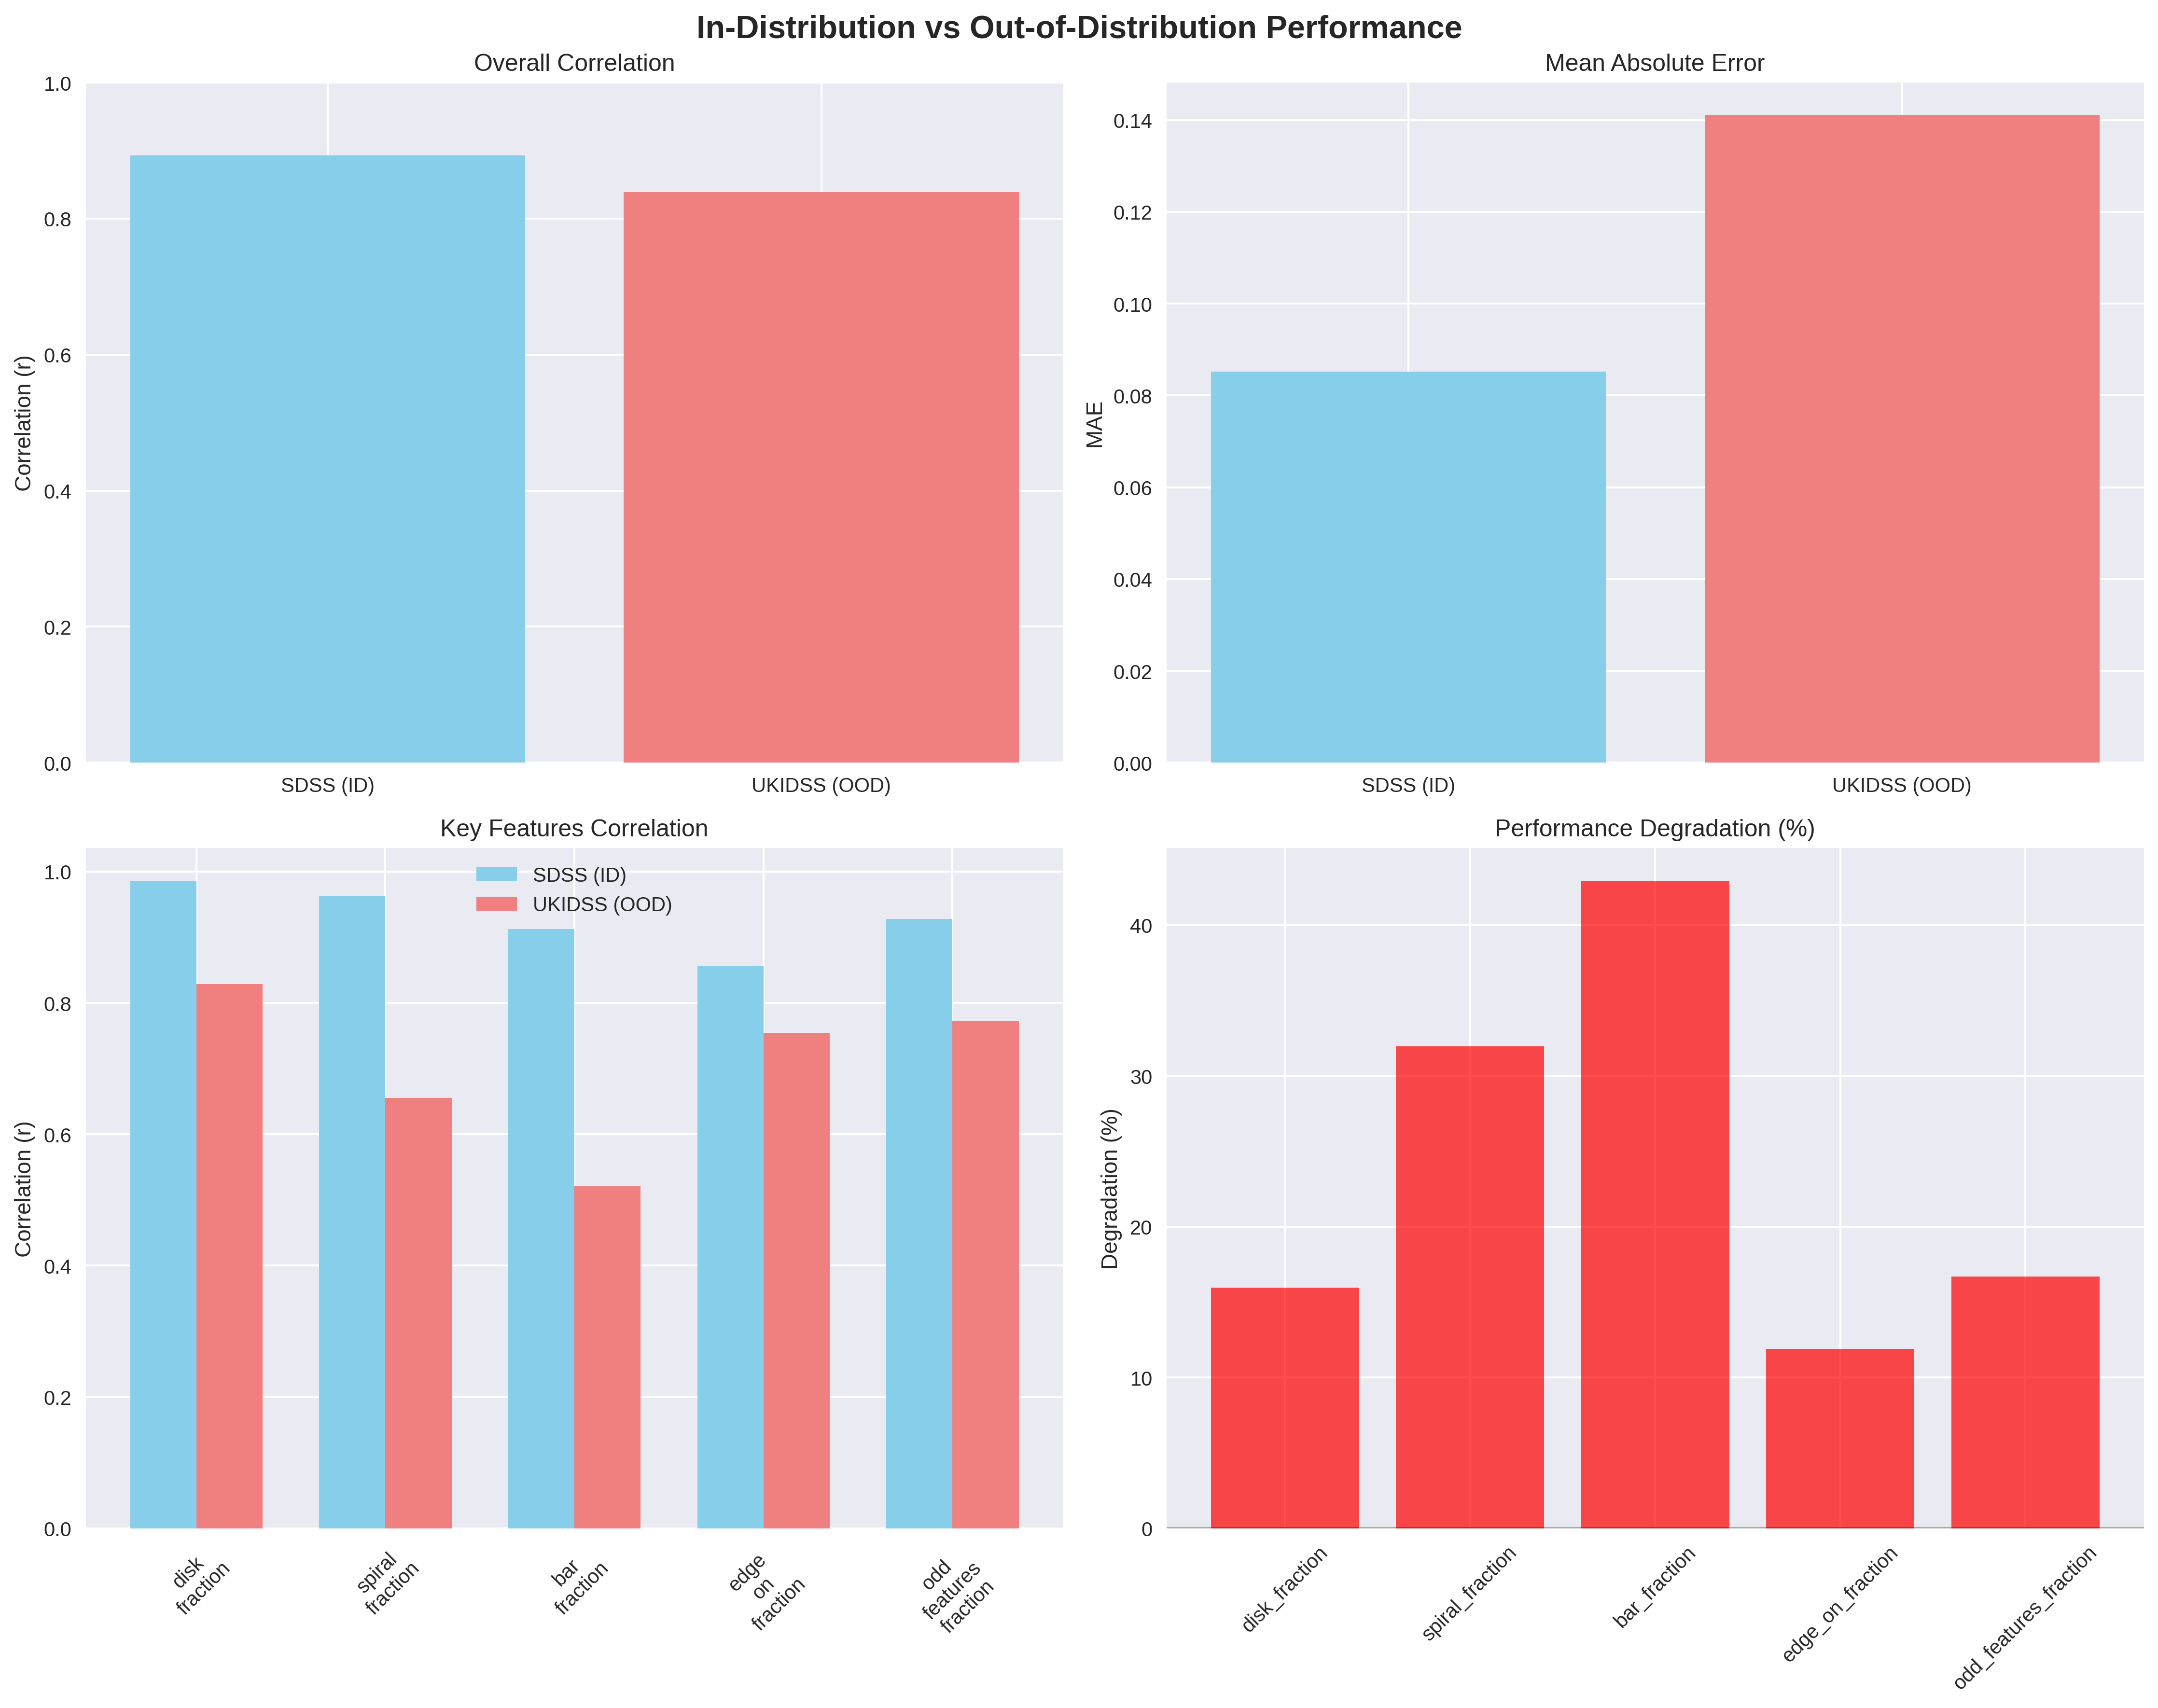 In-Distribution vs Out-of-Distribution Performance
Overall Correlation
Correlation (r)
1.0
0.8
0.6
0.4
0.2
0.0
SDSS (ID)
UKIDSS (OOD)
Mean Absolute Error
MAE
0.14
0.12
0.10
0.08
0.06
0.04
0.02
0.00
SDSS (ID)
UKIDSS (OOD)
Key Features Correlation
Correlation (r)
1.0
0.8
0.6
0.4
0.2
0.0
SDSS (ID)
UKIDSS (OOD)
disk
fraction
spiral
fraction
bar
fraction
edge
on
fraction
odd
features
fraction
Performance Degradation (%)
Degradation (%)
40
30
20
10
0
disk_fraction
spiral_fraction
bar_fraction
edge_on_fraction
odd_features_fraction